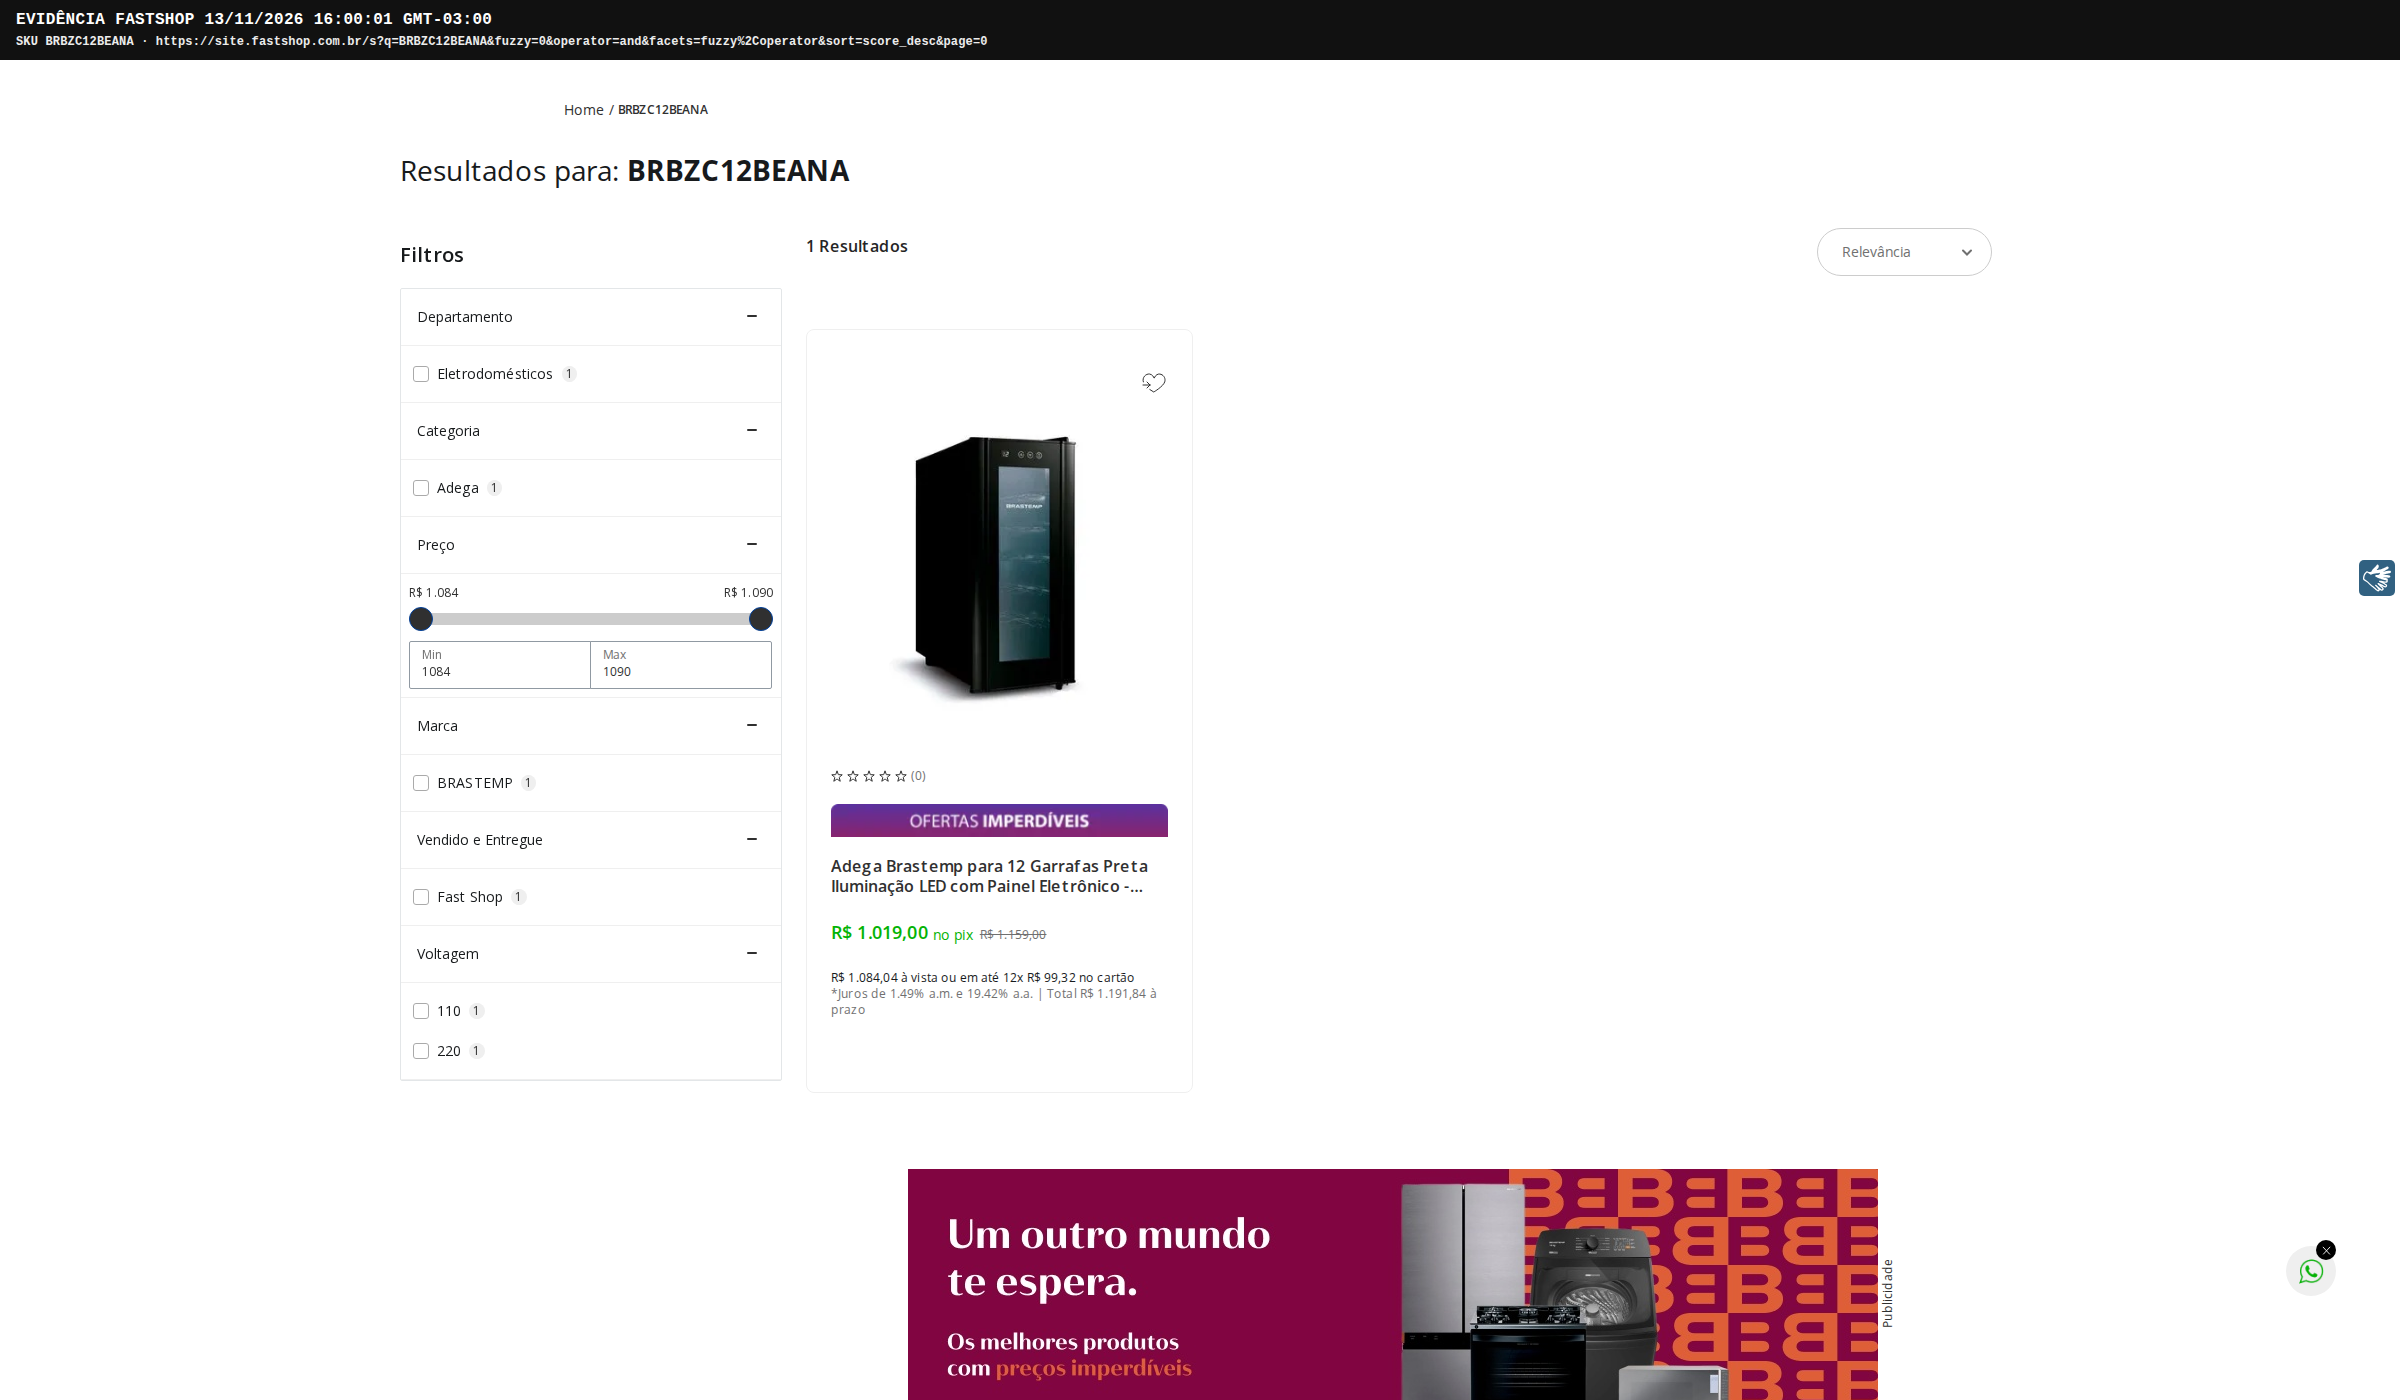 EVIDÊNCIA FASTSHOP 13/11/2026 16:00:01 GMT-03:00
SKU BRBZC12BEANA · https://site.fastshop.com.br/s?q=BRBZC12BEANA&fuzzy=0&operator=and&facets=fuzzy%2Coperator&sort=score_desc&page=0
Home / BRBZC12BEANA
Resultados para: BRBZC12BEANA
Filtros
Departamento
Eletrodomésticos 1
Categoria
Adega 1
Preço
R$ 1.084 R$ 1.090
Min Max
1084 1090
Marca
BRASTEMP 1
Vendido e Entregue
Fast Shop 1
Voltagem
110 1
220 1
1 Resultados
Relevância
BRASTEMP
(0)
OFERTAS IMPERDÍVEIS
Adega Brastemp para 12 Garrafas Preta
Iluminação LED com Painel Eletrônico -...
R$ 1.019,00 no pix R$ 1.159,00
R$ 1.084,04 à vista ou em até 12x R$ 99,32 no cartão
*Juros de 1.49% a.m. e 19.42% a.a. | Total R$ 1.191,84 à
prazo
Um outro mundo
te espera.
Os melhores produtos
com preços imperdíveis
Publicidade